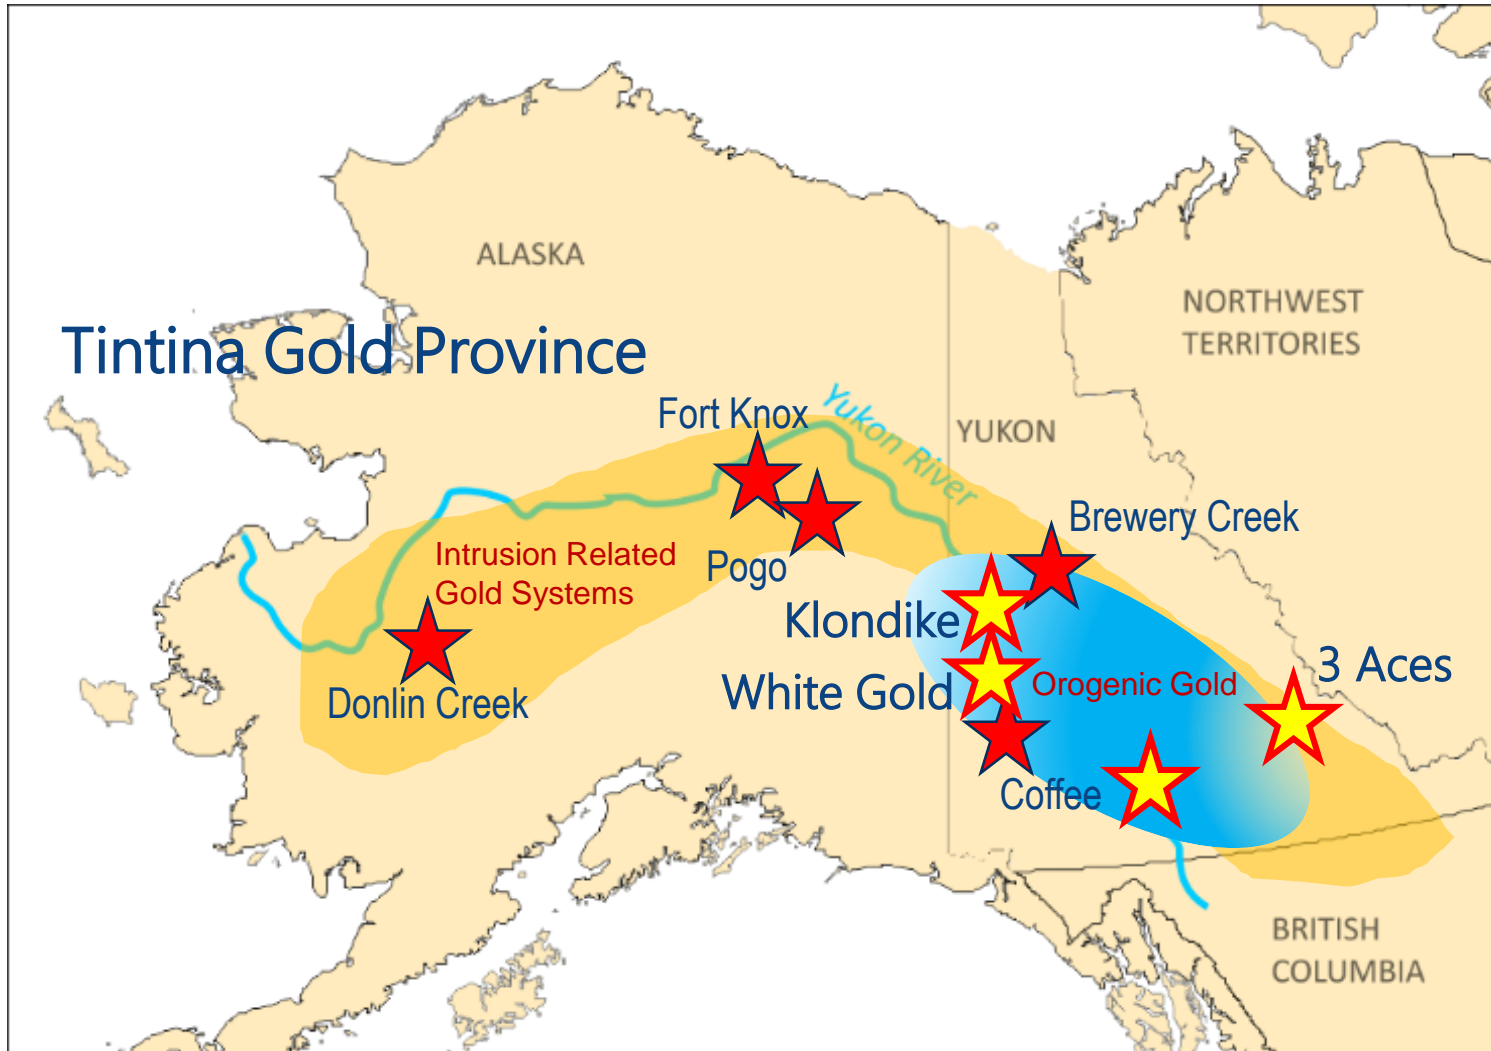 ALASKA
NORTHWEST
TERRITORIES
Tintina Gold Province
Fort Knox
Yukon River
YUKON
Brewery Creek
Intrusion Related
Gold Systems
Pogo
Klondike
3 Aces
White Gold
Orogenic Gold
Donlin Creek
Coffee
BRITISH
COLUMBIA